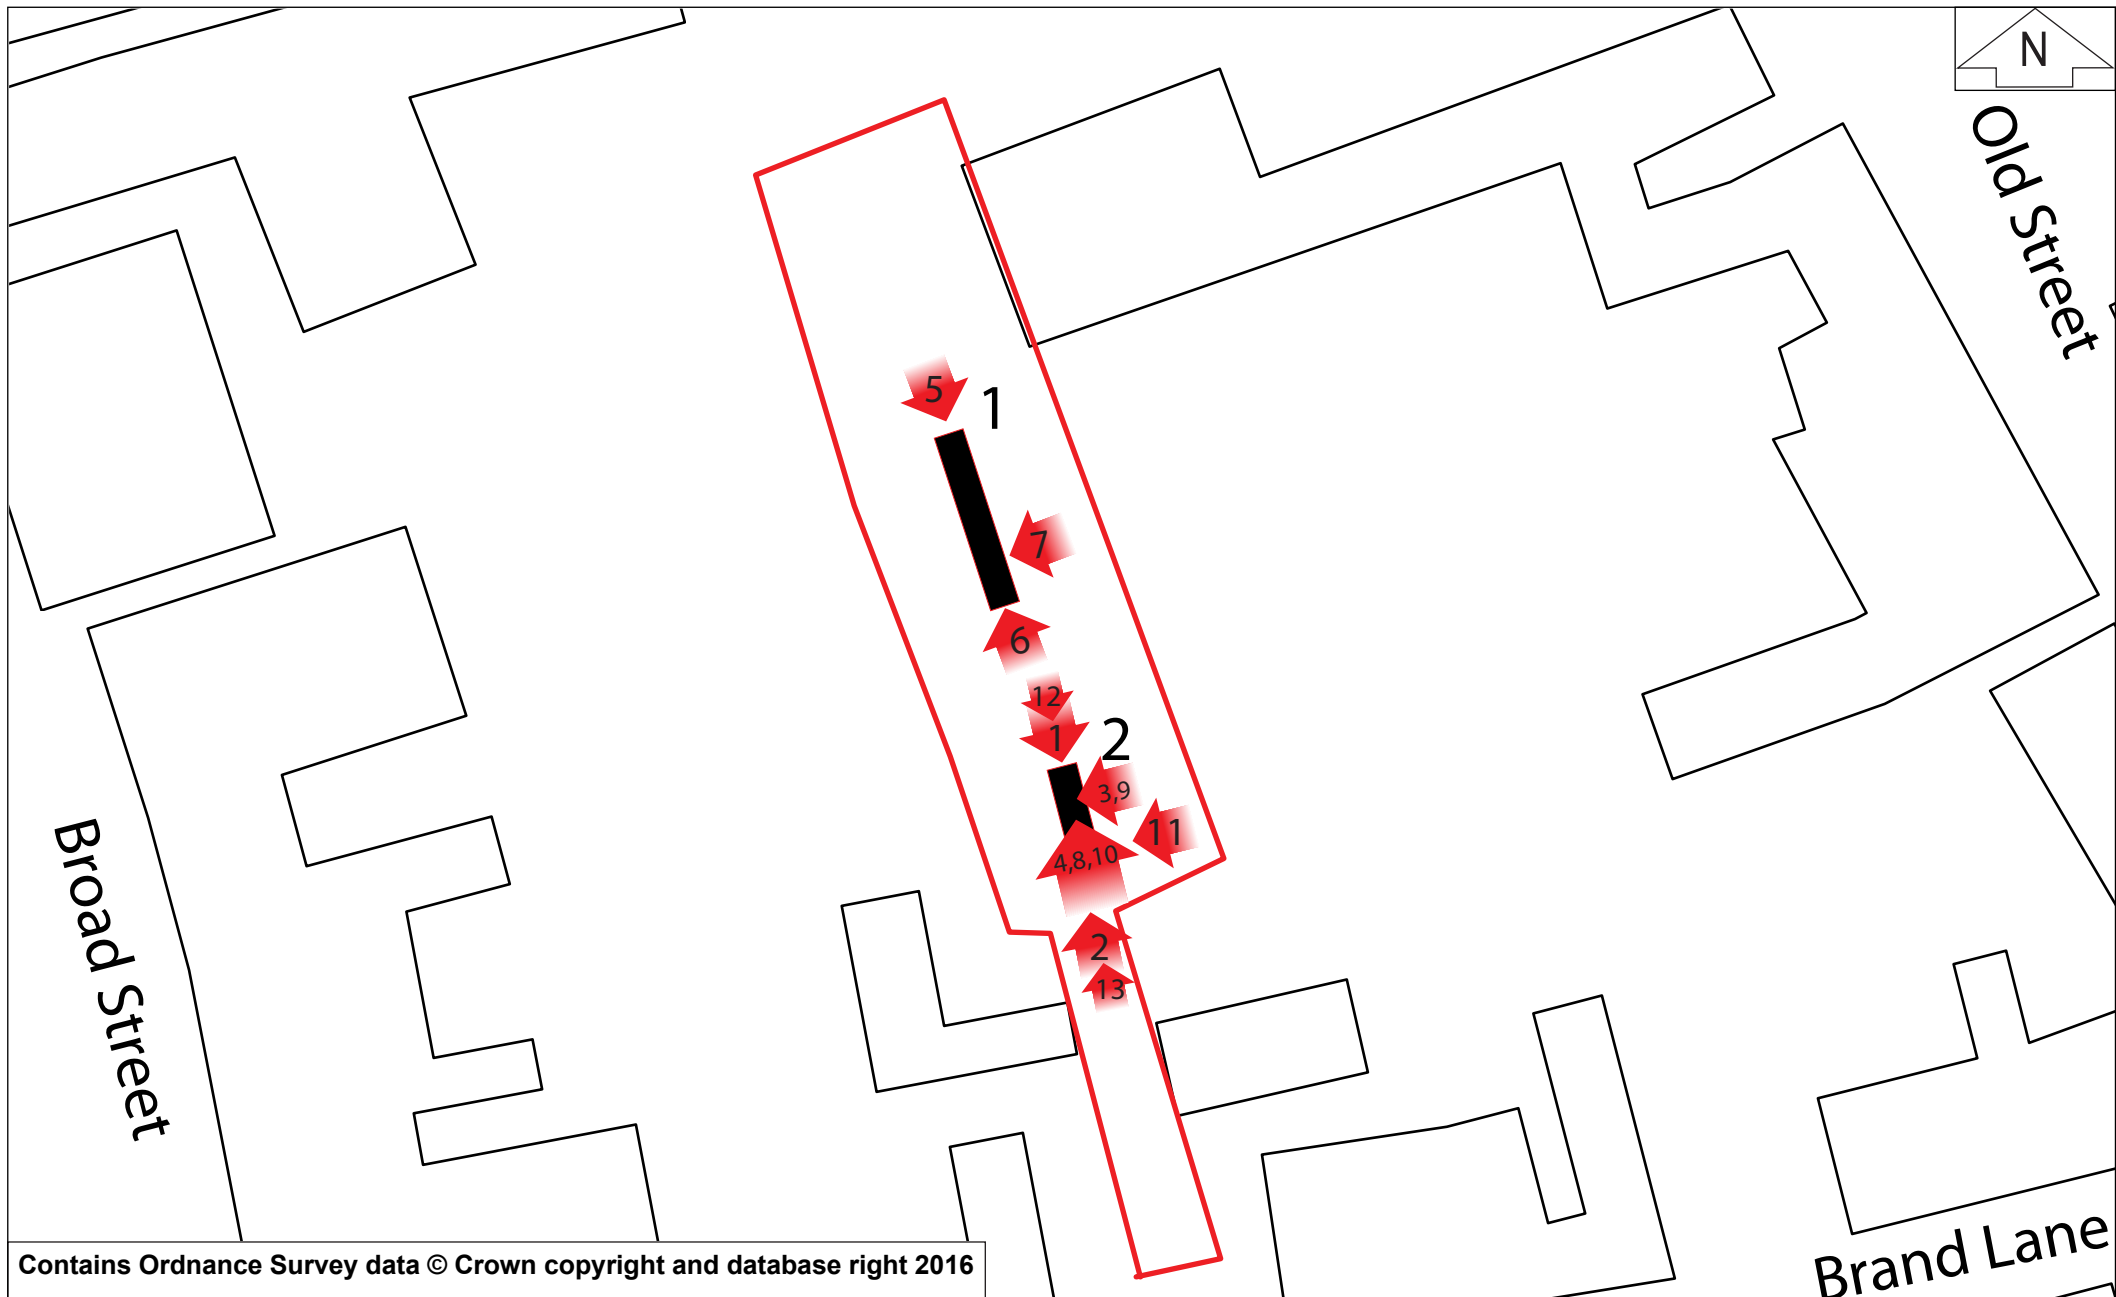 N
Old Street
5
1
7
6
12
1
2
3,9
11
4,8,10
2
13
Broad Street
Brand Lane
Contains Ordnance Survey data © Crown copyright and database right 2016